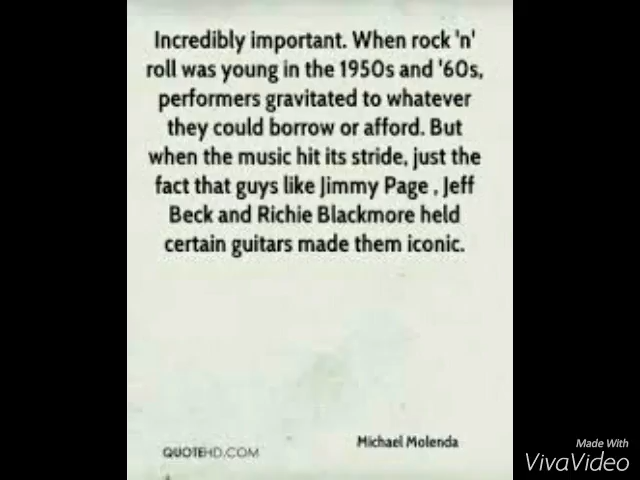 Incredibly important. When rock 'n'
roll was young in the 1950s and '60s,
performers gravitated to whatever
they could borrow or afford. But
when the music hit its stride, just the
fact that guys like Jimmy Page , Jeff
Beck and Richie Blackmore held
certain guitars made them iconic.
Michael Molenda
QUOTEHD.COM
Made With
VivaVideo